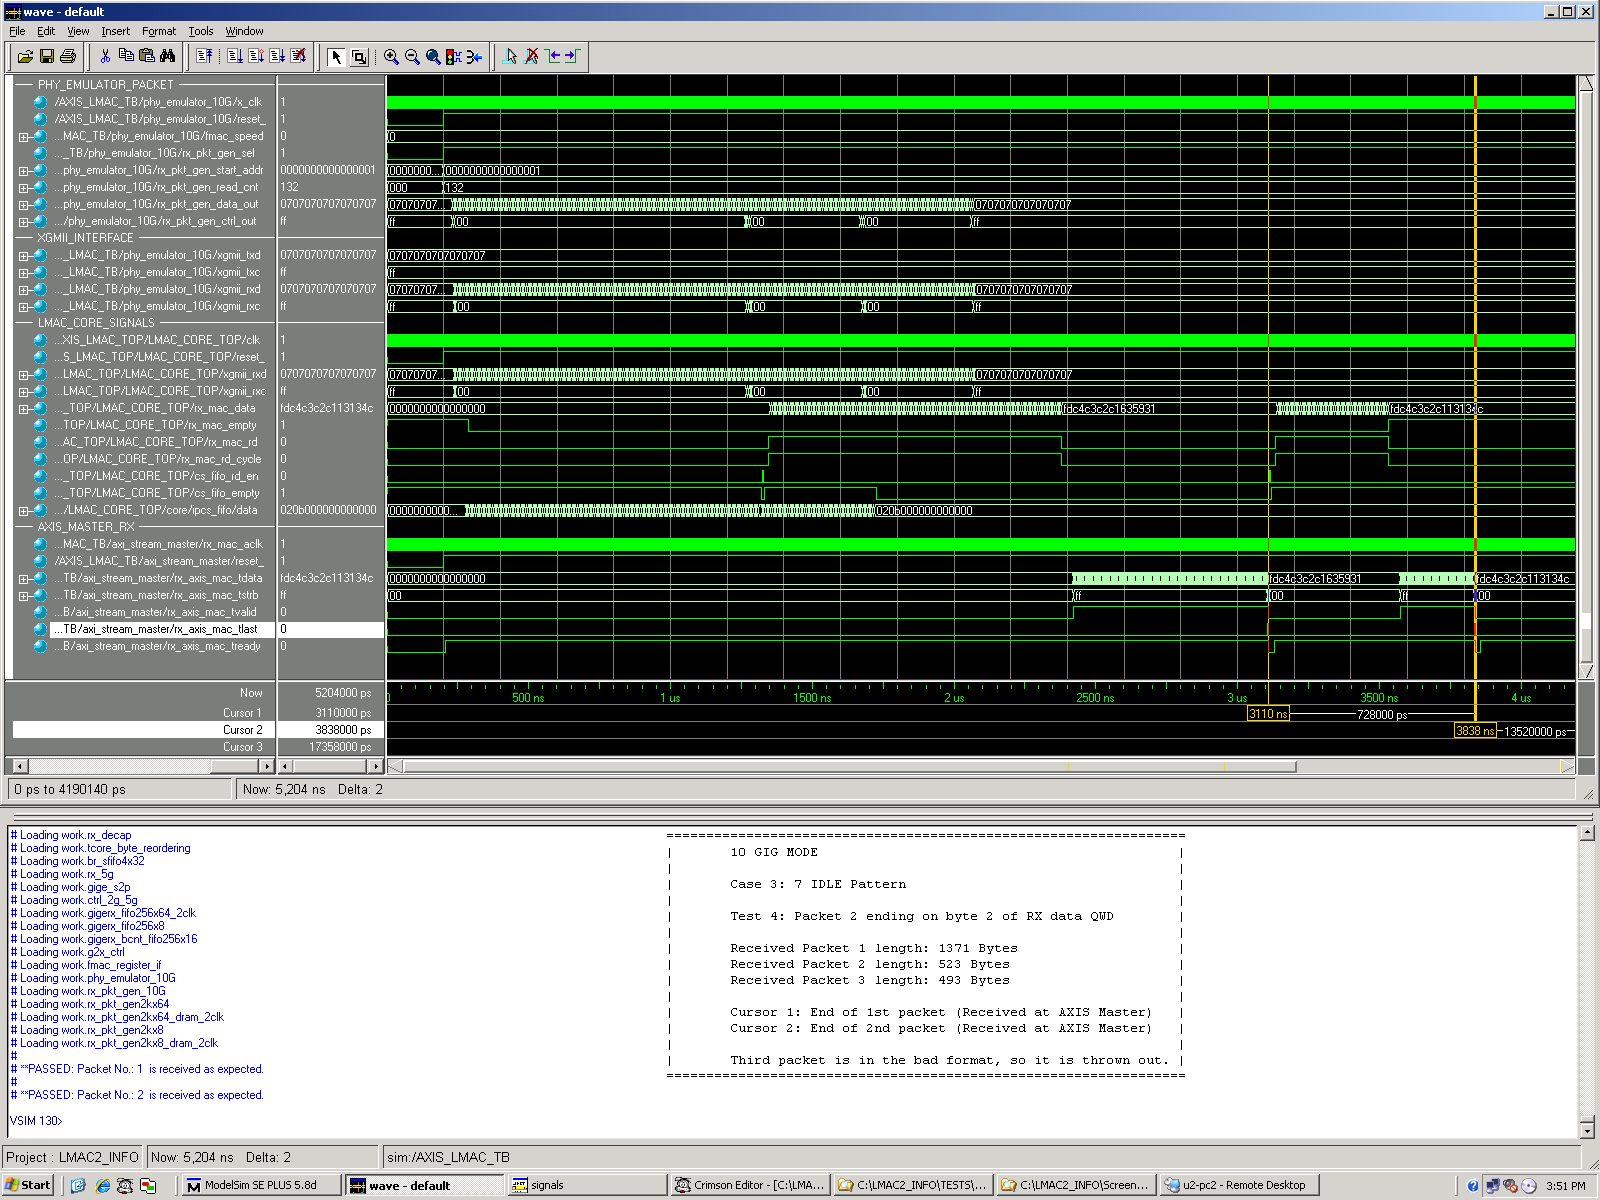 wave - default
File Edit View Insert Format Tools Window
PHY_EMULATOR_PACKET
/AXIS_LMAC_TB/phy_emulator_10G/x_clk 1
/AXIS_LMAC_TB/phy_emulator_10G/reset_ 1
...MAC_TB/phy_emulator_10G/fmac_speed 0 0
..._TB/phy_emulator_10G/rx_pkt_gen_sel 1
...phy_emulator_10G/rx_pkt_gen_start_addr 0000000000000001 0000000... 0000000000000001
...phy_emulator_10G/rx_pkt_gen_read_cnt 132 000 132
...phy_emulator_10G/rx_pkt_gen_data_out 0707070707070707 07070707... 0707070707070707
.../phy_emulator_10G/rx_pkt_gen_ctrl_out ff ff 00 00 00 ff
XGMII_INTERFACE
..._LMAC_TB/phy_emulator_10G/xgmii_txd 0707070707070707 0707070707070707
..._LMAC_TB/phy_emulator_10G/xgmii_txc ff ff
..._LMAC_TB/phy_emulator_10G/xgmii_rxd 0707070707070707 07070707... 0707070707070707
..._LMAC_TB/phy_emulator_10G/xgmii_rxc ff ff 00 00 00 ff
LMAC_CORE_SIGNALS
...XIS_LMAC_TOP/LMAC_CORE_TOP/clk 1
...S_LMAC_TOP/LMAC_CORE_TOP/reset_ 1
...LMAC_TOP/LMAC_CORE_TOP/xgmii_rxd 0707070707070707 07070707... 0707070707070707
...LMAC_TOP/LMAC_CORE_TOP/xgmii_rxc ff ff 00 00 00 ff
..._TOP/LMAC_CORE_TOP/rx_mac_data fdc4c3c2c113134c 0000000000000000 fdc4c3c2c1635931 fdc4c3c2c113134c
...TOP/LMAC_CORE_TOP/rx_mac_empty 1
...AC_TOP/LMAC_CORE_TOP/rx_mac_rd 0
...OP/LMAC_CORE_TOP/rx_mac_rd_cycle 0
..._TOP/LMAC_CORE_TOP/cs_fifo_rd_en 0
..._TOP/LMAC_CORE_TOP/cs_fifo_empty 1
.../LMAC_CORE_TOP/core/ipcs_fifo/data 020b000000000000 0000000000... 020b000000000000
AXIS_MASTER_RX
...MAC_TB/axi_stream_master/rx_mac_aclk 1
/AXIS_LMAC_TB/axi_stream_master/reset_ 1
...TB/axi_stream_master/rx_axis_mac_tdata fdc4c3c2c113134c 0000000000000000 fdc4c3c2c1635931 fdc4c3c2c113134c
...TB/axi_stream_master/rx_axis_mac_tstrb ff 00 ff 00 ff 00
...B/axi_stream_master/rx_axis_mac_tvalid 0
...TB/axi_stream_master/rx_axis_mac_tlast 0
...B/axi_stream_master/rx_axis_mac_tready 0
Now 5204000 ps 500 ns 1 us 1500 ns 2 us 2500 ns 3 us 3500 ns 4 us
Cursor 1 3110000 ps 3110 ns 728000 ps
Cursor 2 3838000 ps 3838 ns 13520000 ps
Cursor 3 17358000 ps
0 ps to 4190140 ps Now: 5,204 ns Delta: 2
# Loading work.rx_decap
# Loading work.tcore_byte_reordering
# Loading work.br_sfifo4x32
# Loading work.rx_5g
# Loading work.gige_s2p
# Loading work.ctrl_2g_5g
# Loading work.gigerx_fifo256x64_2clk
# Loading work.gigerx_fifo256x8
# Loading work.gigerx_bcnt_fifo256x16
# Loading work.g2x_ctrl
# Loading work.fmac_register_if
# Loading work.phy_emulator_10G
# Loading work.rx_pkt_gen_10G
# Loading work.rx_pkt_gen2kx64
# Loading work.rx_pkt_gen2kx64_dram_2clk
# Loading work.rx_pkt_gen2kx8
# Loading work.rx_pkt_gen2kx8_dram_2clk
#
# **PASSED: Packet No.: 1 is received as expected.
#
# **PASSED: Packet No.: 2 is received as expected.
VSIM 130>
10 GIG MODE
Case 3: 7 IDLE Pattern
Test 4: Packet 2 ending on byte 2 of RX data QWD
Received Packet 1 length: 1371 Bytes
Received Packet 2 length: 523 Bytes
Received Packet 3 length: 493 Bytes
Cursor 1: End of 1st packet (Received at AXIS Master)
Cursor 2: End of 2nd packet (Received at AXIS Master)
Third packet is in the bad format, so it is thrown out.
Project : LMAC2_INFO Now: 5,204 ns Delta: 2 sim:/AXIS_LMAC_TB
Start ModelSim SE PLUS 5.8d wave - default signals Crimson Editor - [C:\LMA... C:\LMAC2_INFO\TESTS\... C:\LMAC2_INFO\Screen... u2-pc2 - Remote Desktop 3:51 PM